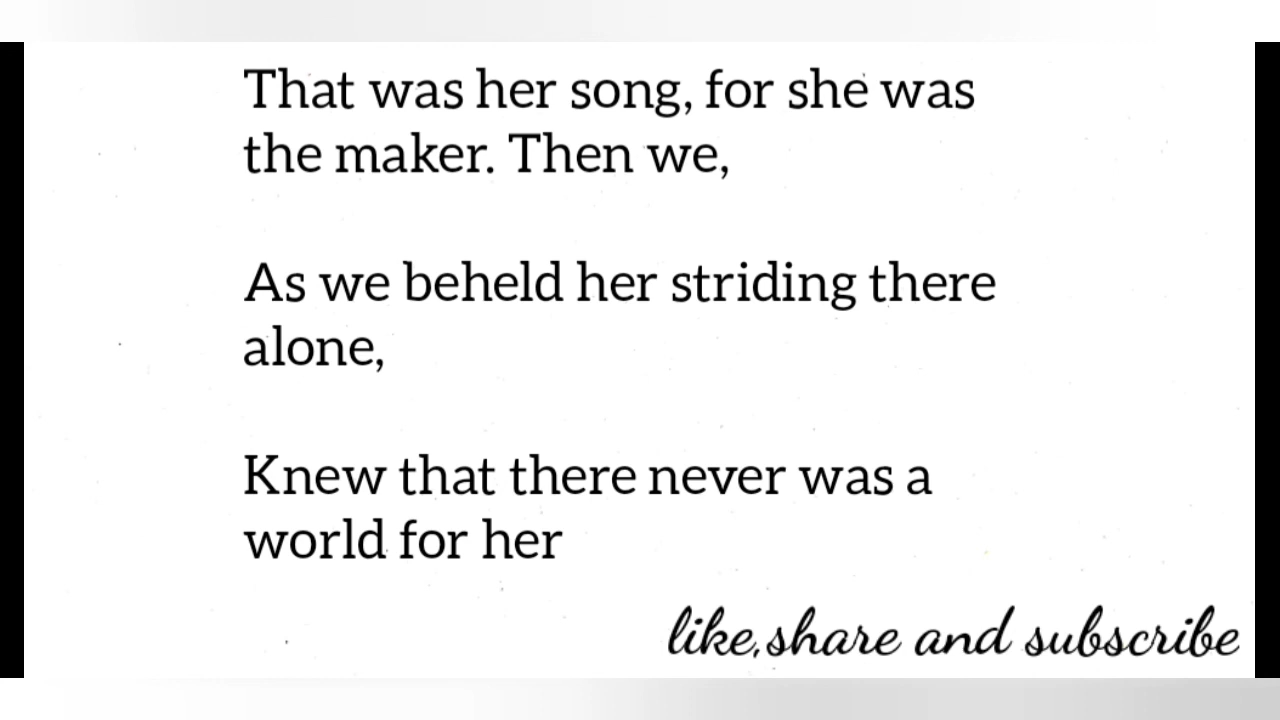 That was her song, for she was
the maker. Then we,
As we beheld her striding there
alone,
Knew that there never was a
world for her
like,share and subscribe